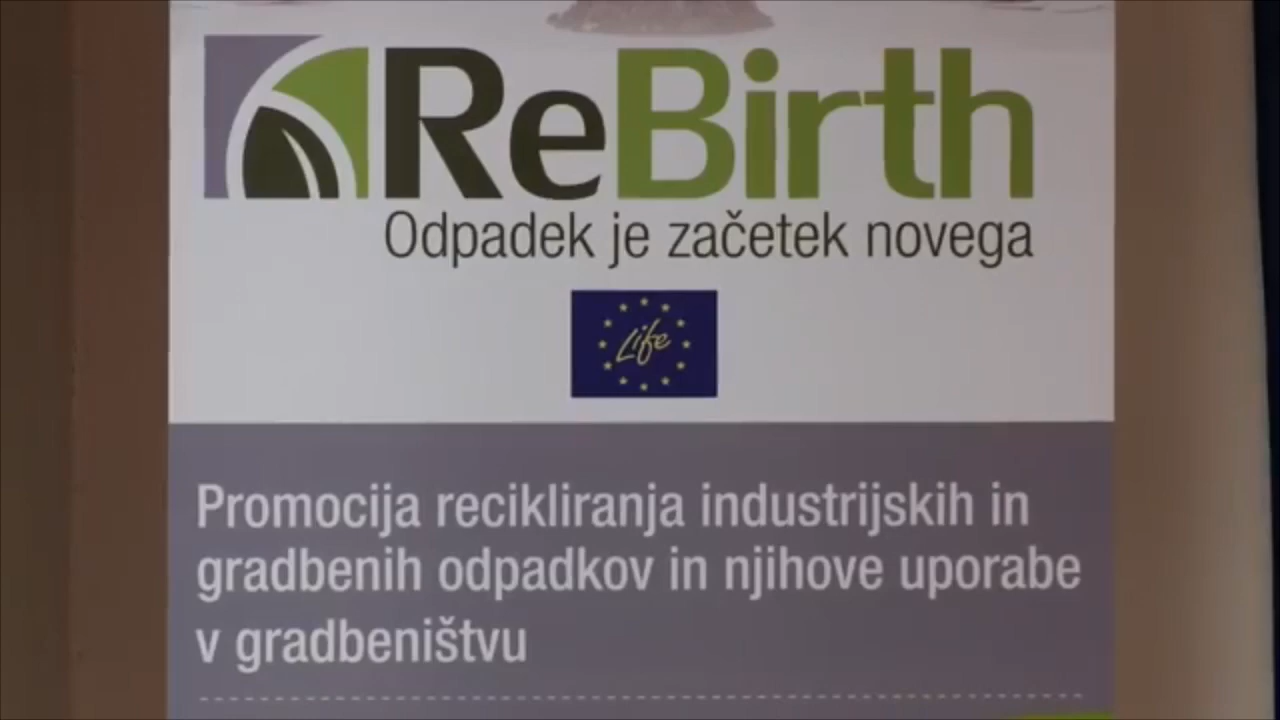 ReBirth
Odpadek je začetek novega
Life
Promocija recikliranja industrijskih in
gradbenih odpadkov in njihove uporabe
v gradbeništvu